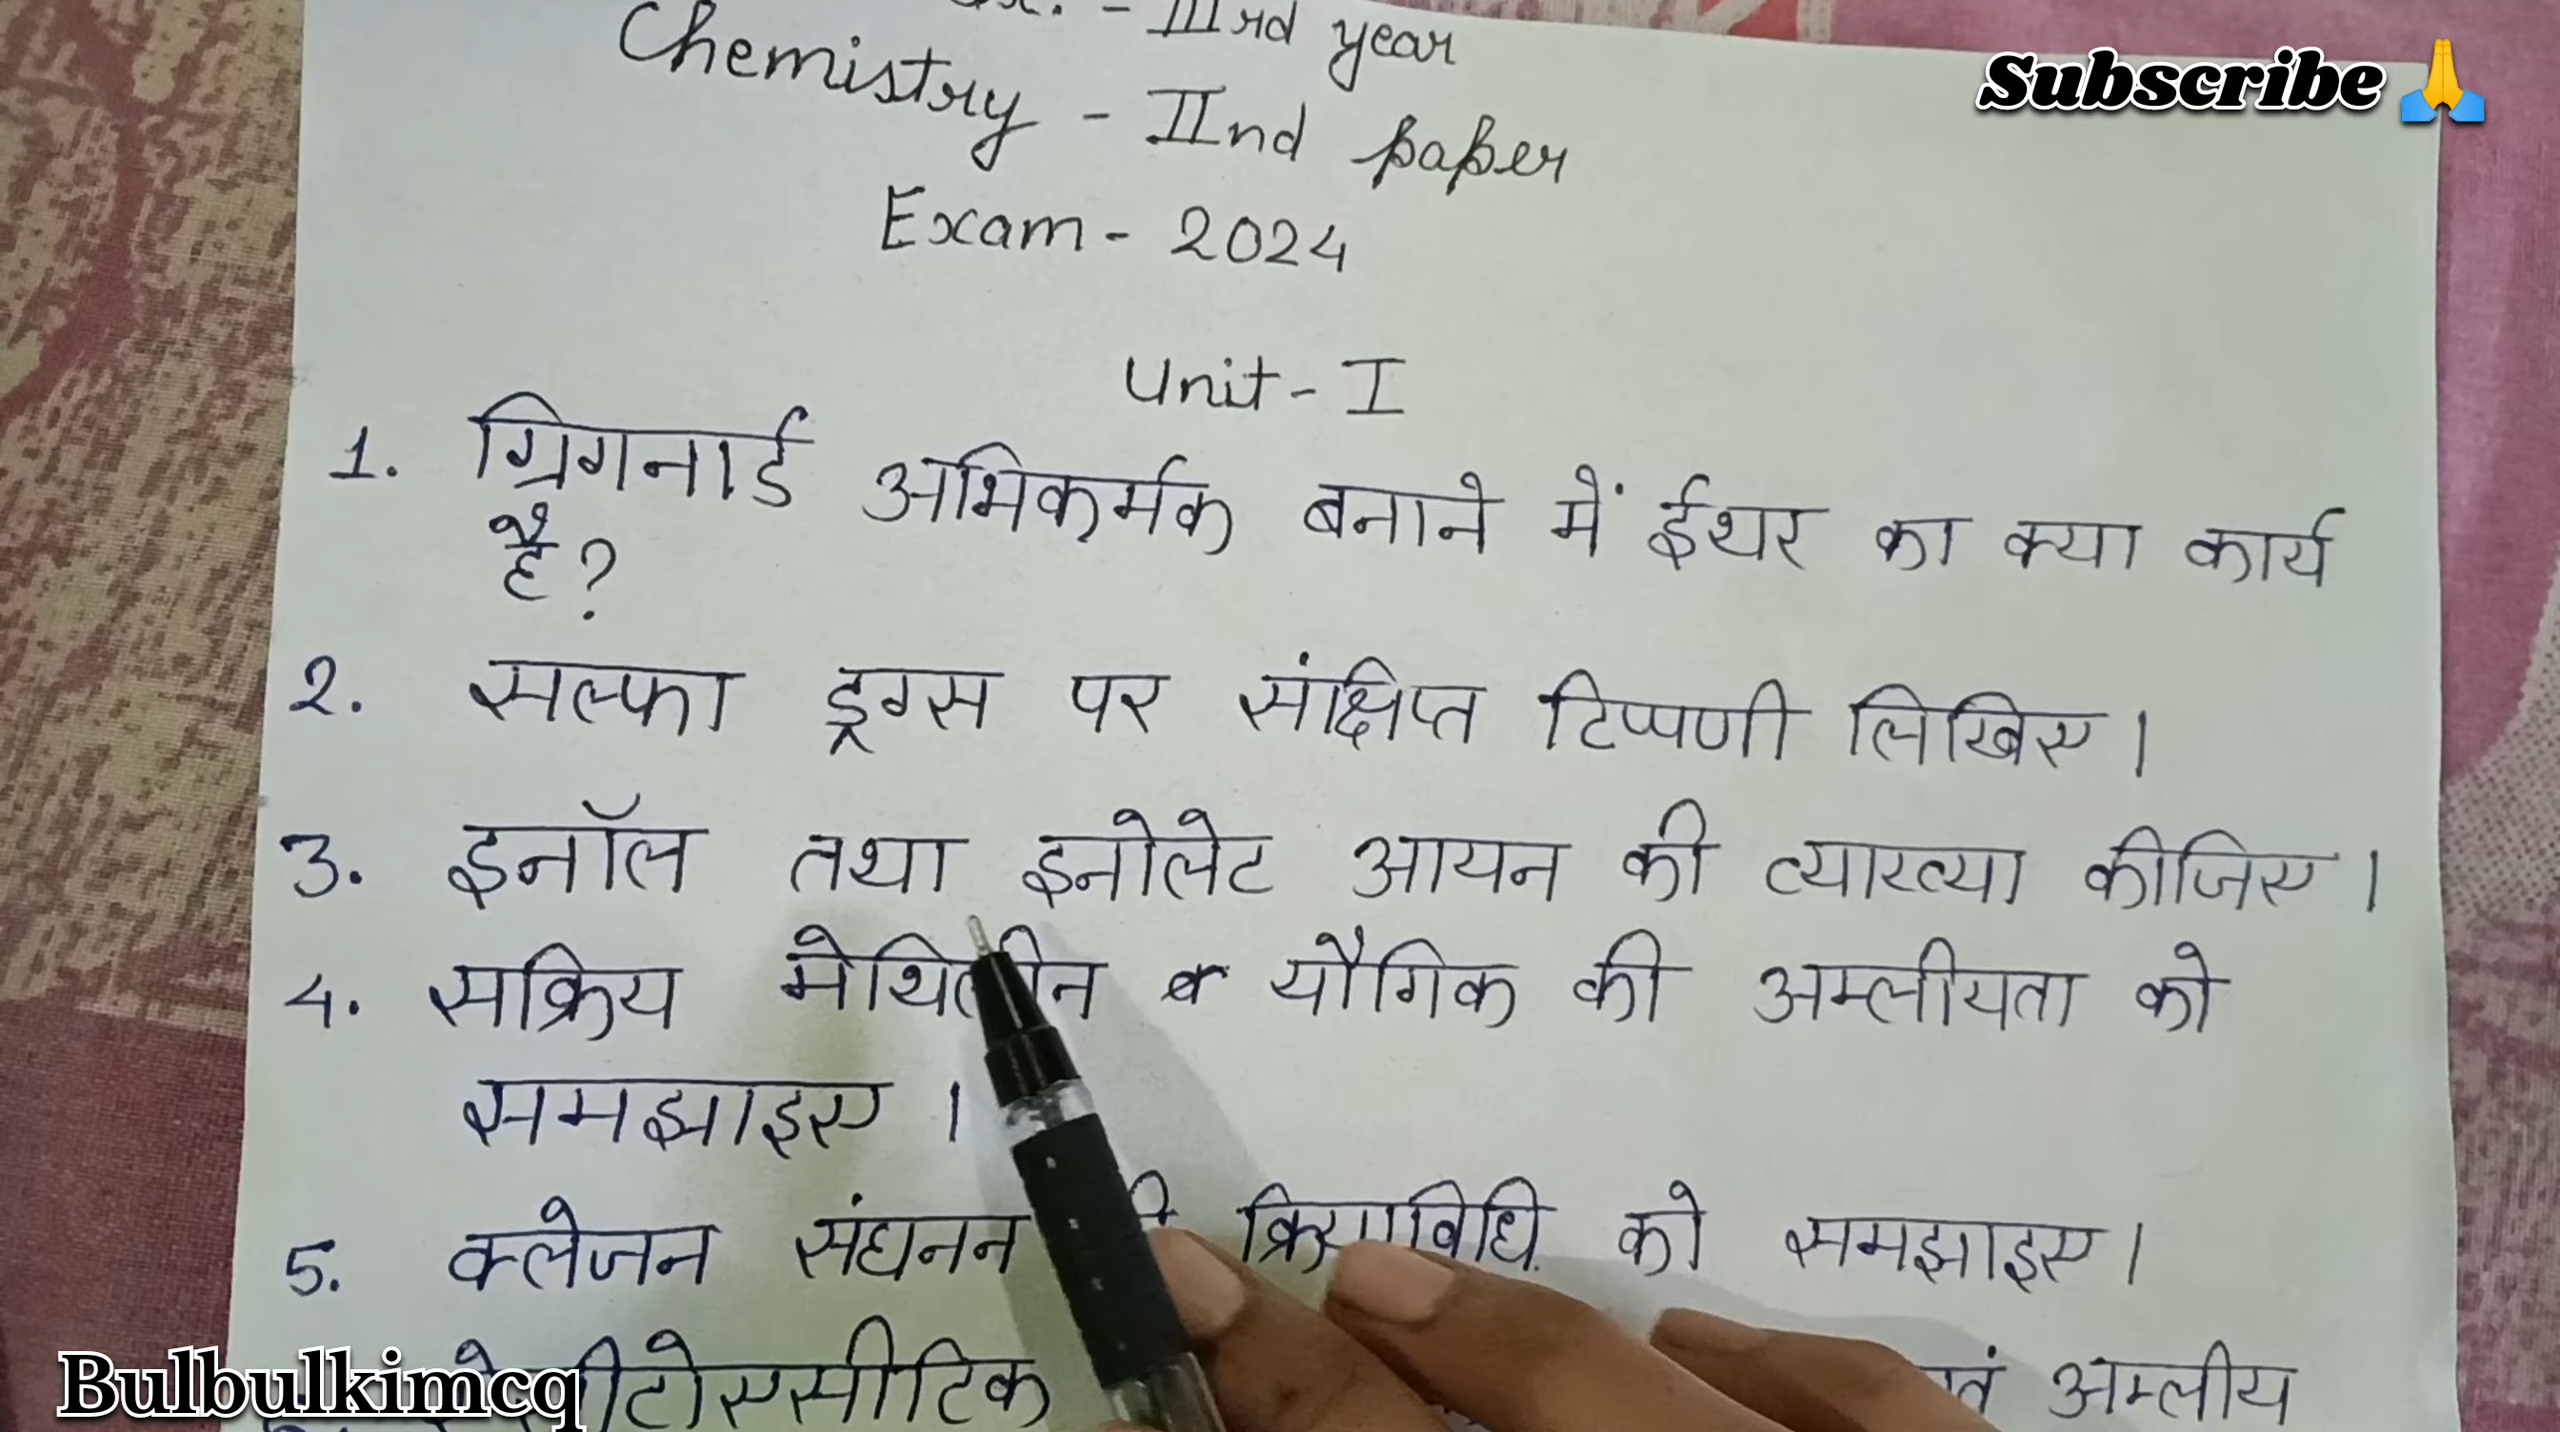 IIIrd year
Subscribe 🙏
Chemistry - IInd paper
Exam - 2024
Unit - I
1. ग्रिगनार्ड अभिकर्मक बनाने में ईथर का क्या कार्य
है?
2. सल्फा ड्रग्स पर संक्षिप्त टिप्पणी लिखिए।
3. इनॉल तथा इनोलेट आयन की व्याख्या कीजिए।
4. सक्रिय मेथिलीन यौगिक की अम्लीयता को
समझाइए।
5. क्लेजन संघनन क्रियाविधि को समझाइए।
अम्लीय
Bulbulkimcq